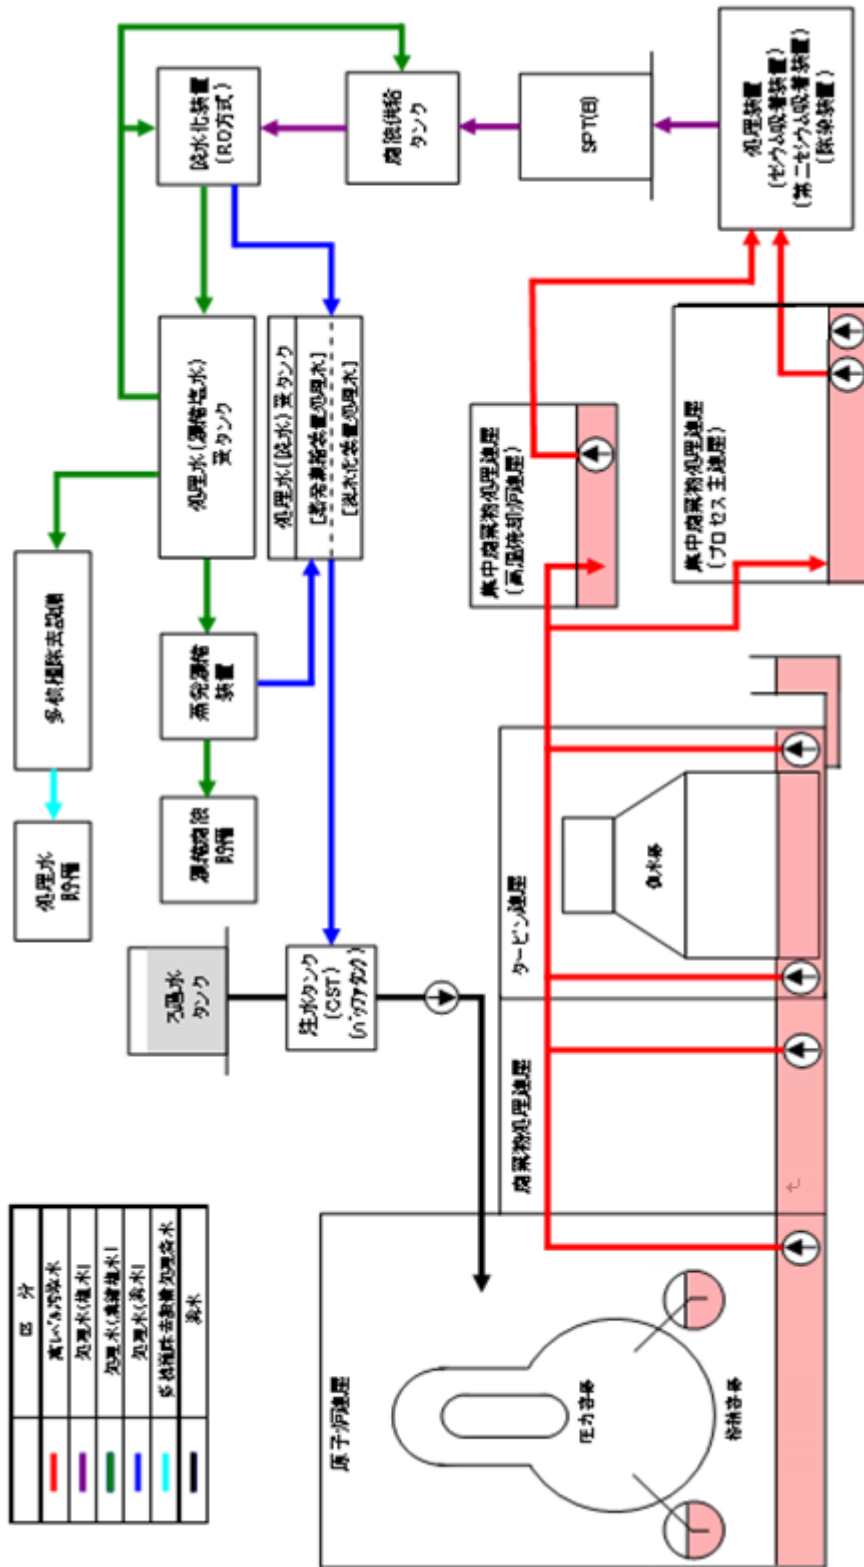 区 分
高レベル汚染水
処理水(塩水)
処理水(濃縮塩水)
処理水(淡水)
多核種除去設備処理済水
淡水
ろ過水
タンク
注水タンク
(CST)
(バッファタンク)
処理水
貯槽
多核種除去設備
濃縮廃液
貯槽
蒸発濃縮
装置
処理水(濃縮塩水)
受タンク
処理水(淡水)受タンク
[蒸発濃縮装置処理水]
[淡水化装置処理水]
淡水化装置
(RO方式)
廃液供給
タンク
SPT(B)
処理装置
(セシウム吸着装置)
(第二セシウム吸着装置)
(除染装置)
原子炉建屋
圧力容器
格納容器
廃棄物処理建屋
タービン建屋
復水器
集中廃棄物処理建屋
(高温焼却炉建屋)
集中廃棄物処理建屋
(プロセス主建屋)